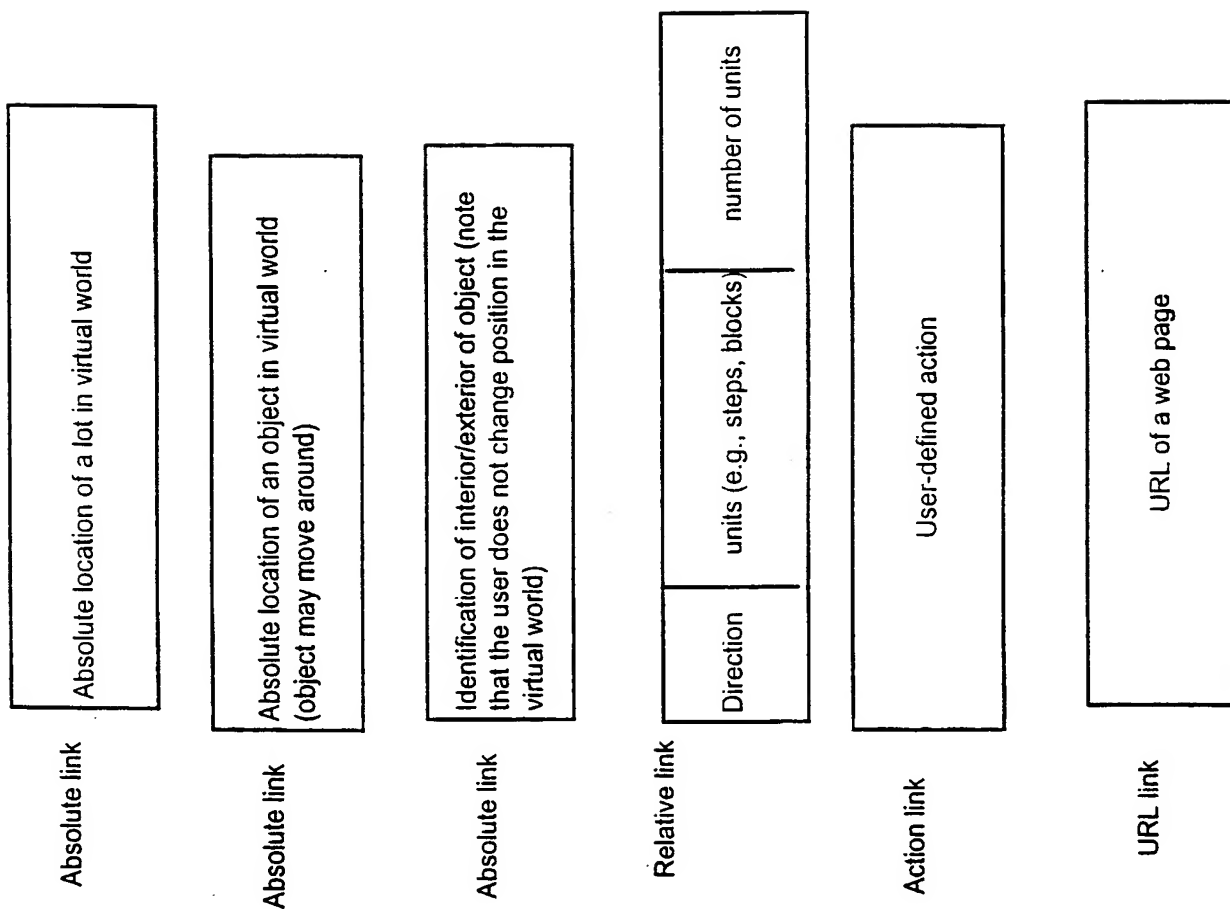 Absolute link
Absolute location of a lot in virtual world
Absolute link
Absolute location of an object in virtual world
(object may move around)
Absolute link
Identification of interior/exterior of object (note
that the user does not change position in the
virtual world)
Relative link
Direction
units (e.g., steps, blocks)
number of units
Action link
User-defined action
URL link
URL of a web page